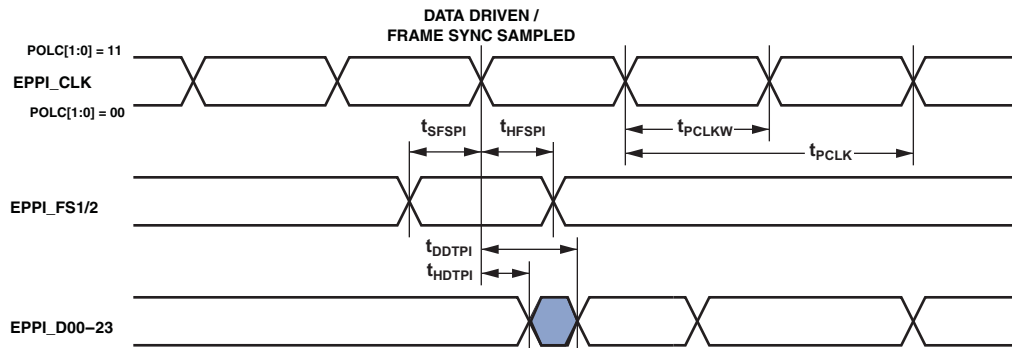 DATA DRIVEN /
FRAME SYNC SAMPLED
POLC[1:0] = 11
EPPI_CLK
POLC[1:0] = 00
tSFSPI
tHFSPI
tPCLKW
tPCLK
EPPI_FS1/2
tDDTPI
tHDTPI
EPPI_D00–23